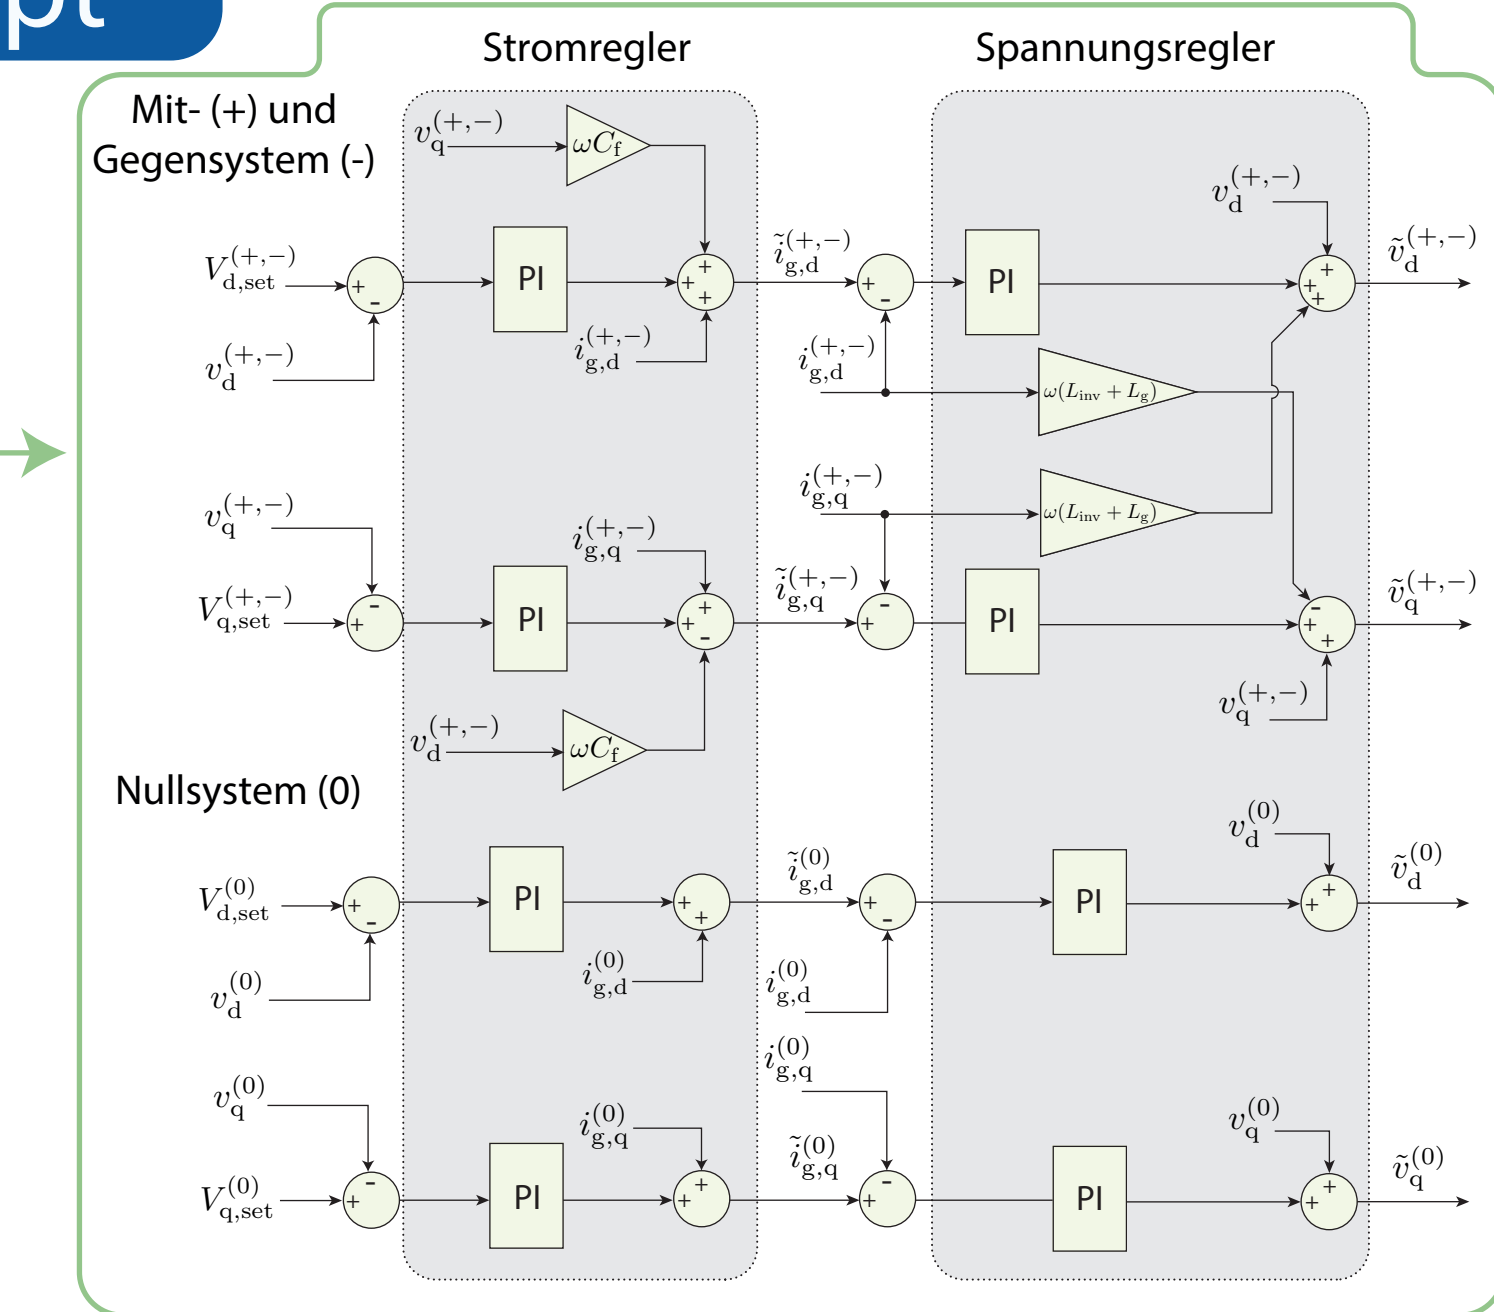 pt
Stromregler
Spannungsregler
Mit- (+) und
Gegensystem (-)
v_q^(+,−)
ωC_f
v_d^(+,−)
V_d,set^(+,−)
+
-
PI
+
+
+
ĩ_g,d^(+,−)
+
-
PI
+
+
+
ṽ_d^(+,−)
v_d^(+,−)
i_g,d^(+,−)
i_g,d^(+,−)
ω(L_inv + L_g)
i_g,q^(+,−)
ω(L_inv + L_g)
v_q^(+,−)
i_g,q^(+,−)
V_q,set^(+,−)
-
+
PI
+
+
-
ĩ_g,q^(+,−)
-
+
PI
-
+
+
ṽ_q^(+,−)
v_q^(+,−)
v_d^(+,−)
ωC_f
Nullsystem (0)
v_d^(0)
V_d,set^(0)
+
-
PI
+
+
ĩ_g,d^(0)
+
-
PI
+
+
ṽ_d^(0)
v_d^(0)
i_g,d^(0)
i_g,d^(0)
i_g,q^(0)
v_q^(0)
i_g,q^(0)
v_q^(0)
V_q,set^(0)
-
+
PI
+
+
ĩ_g,q^(0)
-
+
PI
+
+
ṽ_q^(0)